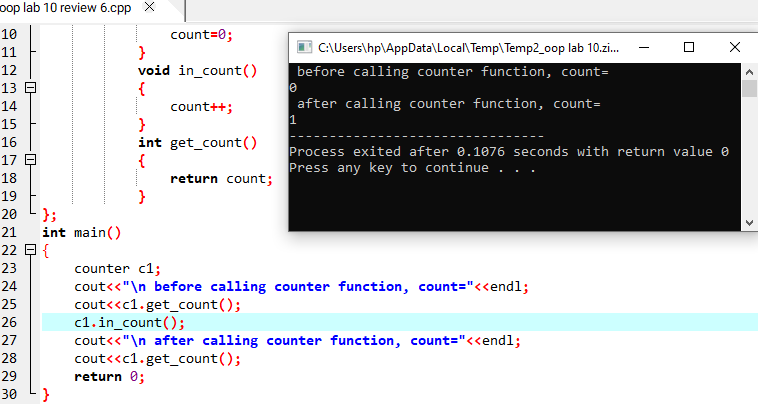 oop lab 10 review 6.cpp
10 count=0;
11 }
12 void in_count()
13 {
14 count++;
15 }
16 int get_count()
17 {
18 return count;
19 }
20 };
21 int main()
22 {
23 counter c1;
24 cout<<"\n before calling counter function, count="<<endl;
25 cout<<c1.get_count();
26 c1.in_count();
27 cout<<"\n after calling counter function, count="<<endl;
28 cout<<c1.get_count();
29 return 0;
30 }
C:\Users\hp\AppData\Local\Temp\Temp2_oop lab 10.zi...
before calling counter function, count=
0
after calling counter function, count=
1
--------------------------------
Process exited after 0.1076 seconds with return value 0
Press any key to continue . . .